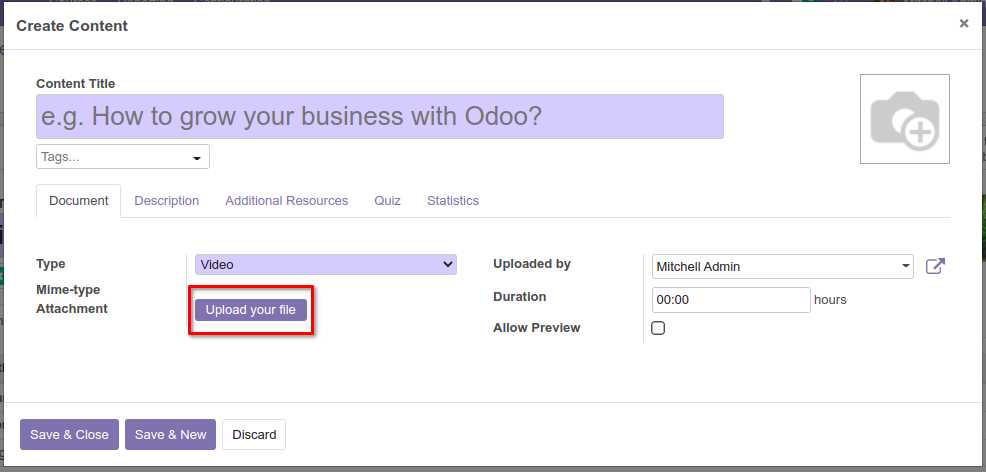 Create Content
×
Content Title
e.g. How to grow your business with Odoo?
Tags...
Document Description Additional Resources Quiz Statistics
Type Video
Uploaded by Mitchell Admin
Mime-type
Duration 00:00 hours
Attachment Upload your file
Allow Preview
Save & Close Save & New Discard